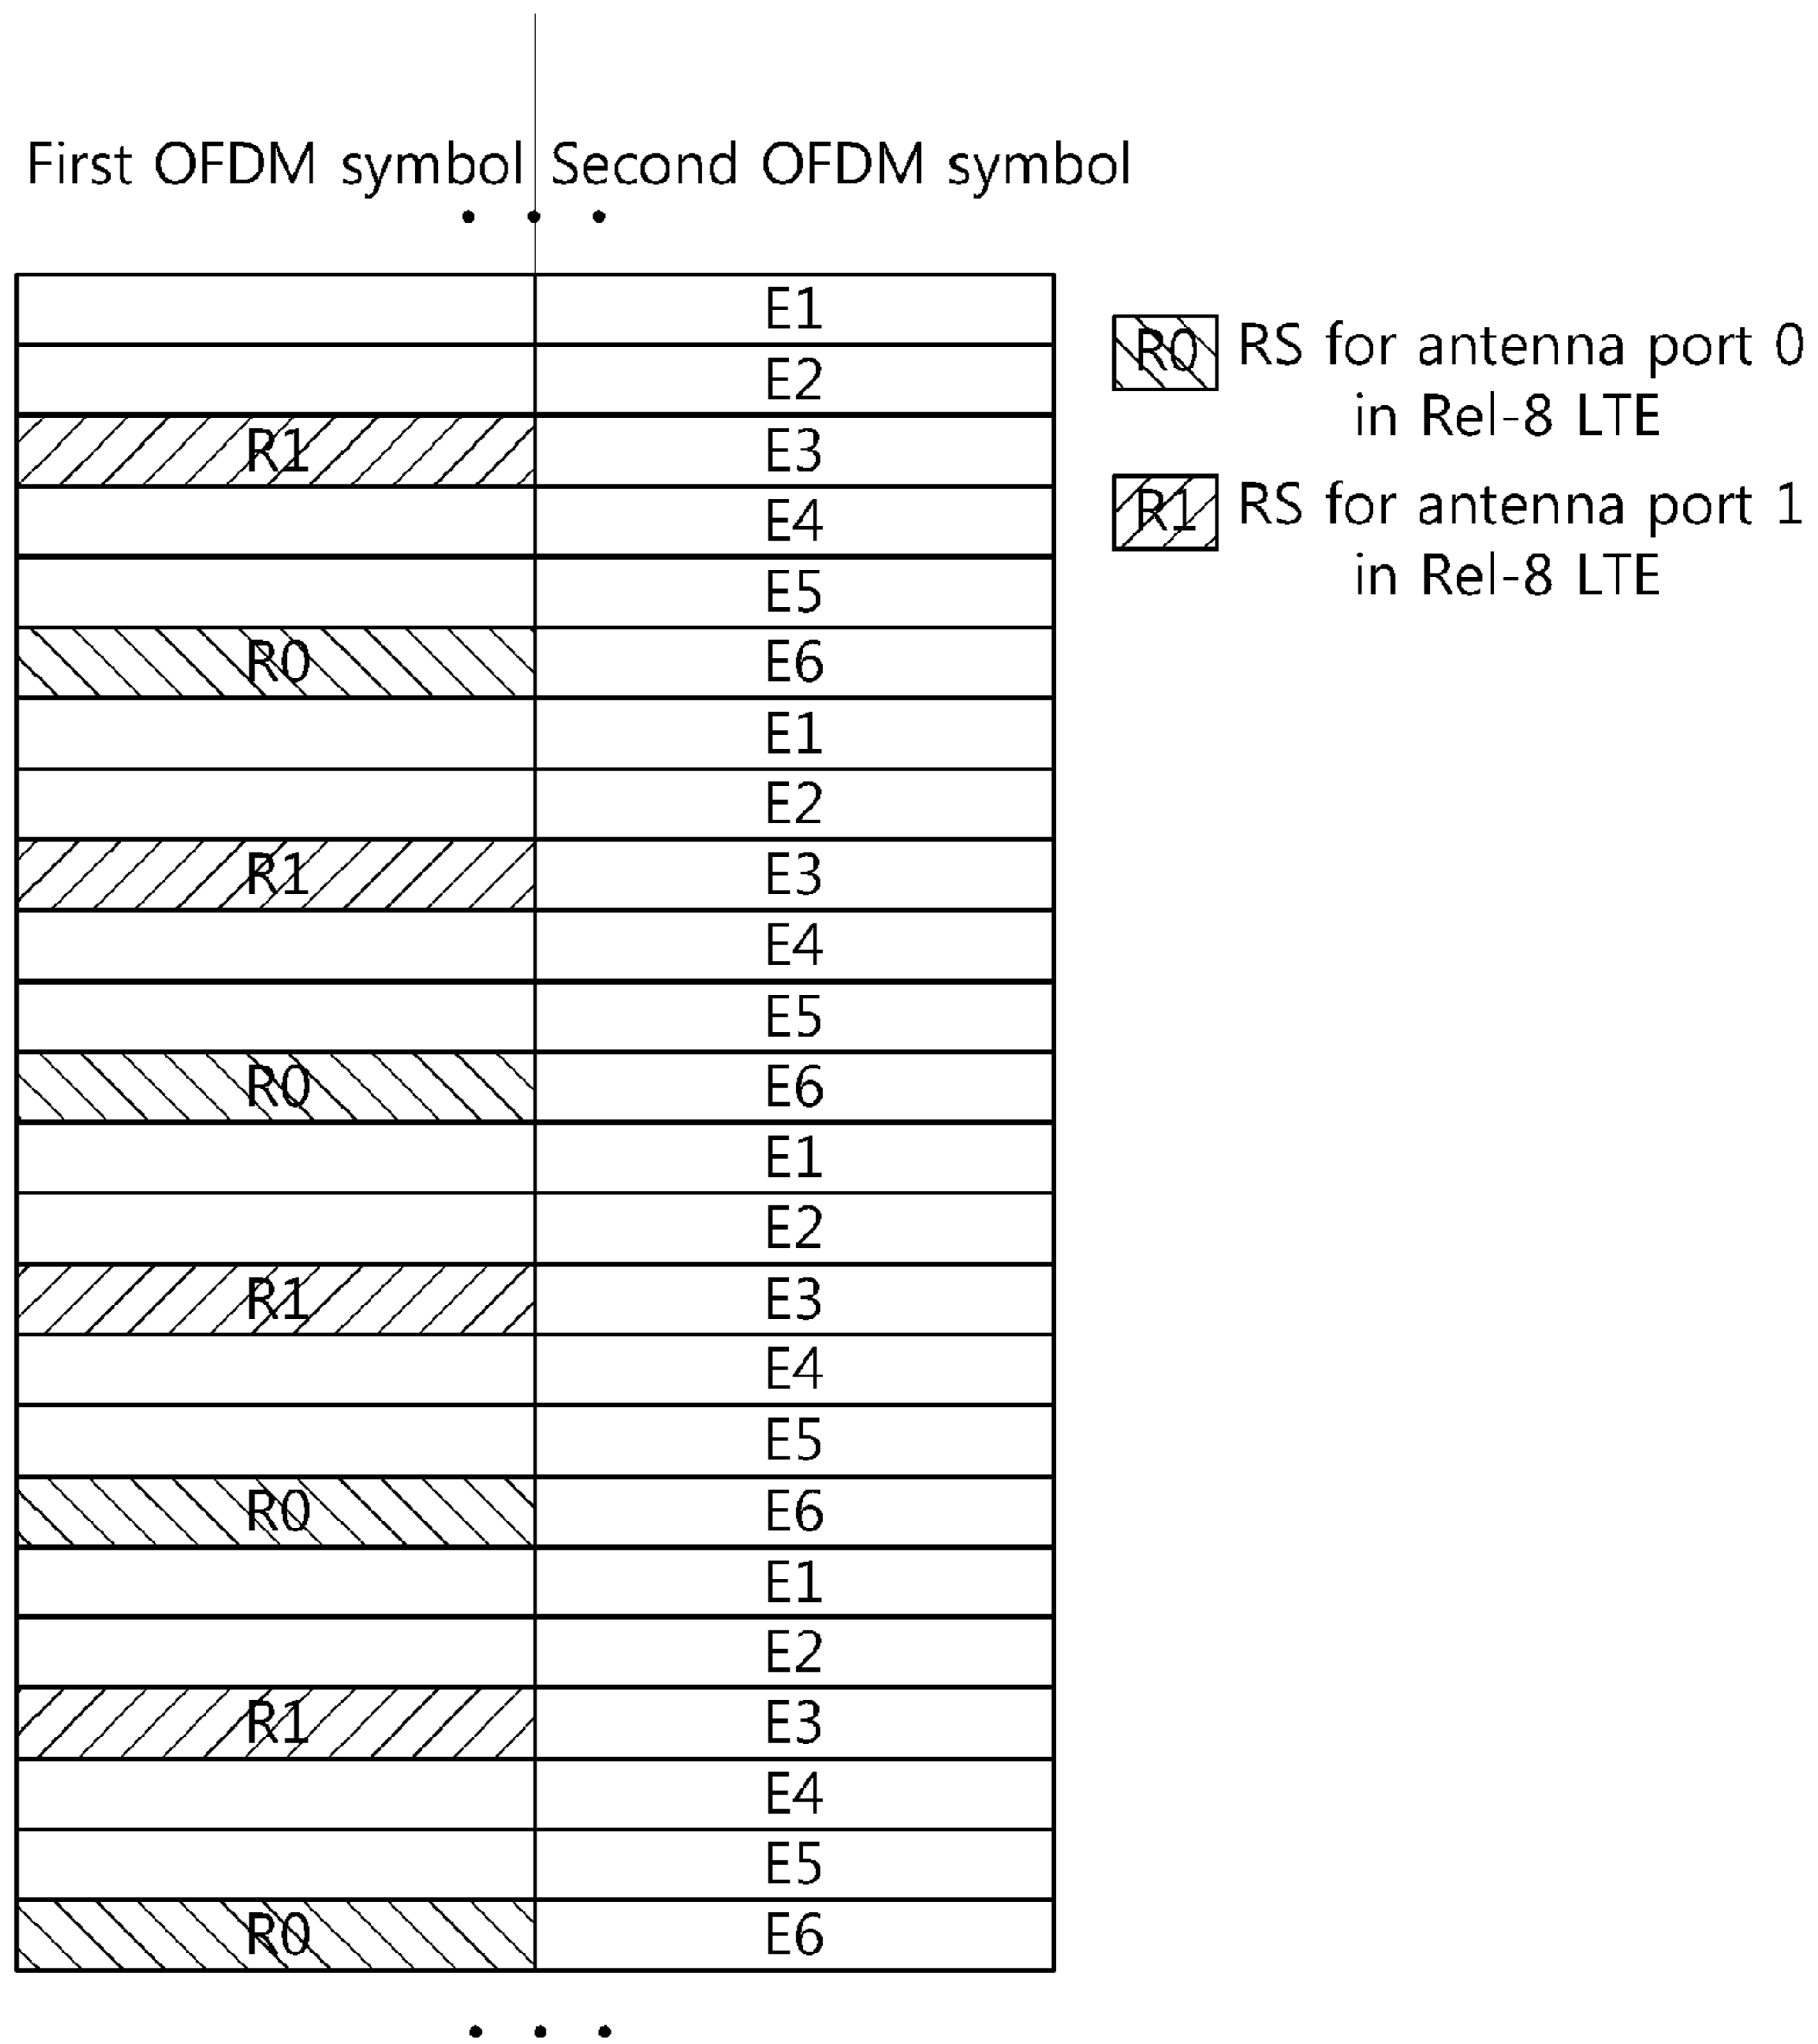 First OFDM symbol Second OFDM symbol
. . .
E1
E2
R1 E3
E4
E5
R0 E6
E1
E2
R1 E3
E4
E5
R0 E6
E1
E2
R1 E3
E4
E5
R0 E6
E1
E2
R1 E3
E4
E5
R0 E6
. . .
R0 RS for antenna port 0
in Rel-8 LTE
R1 RS for antenna port 1
in Rel-8 LTE